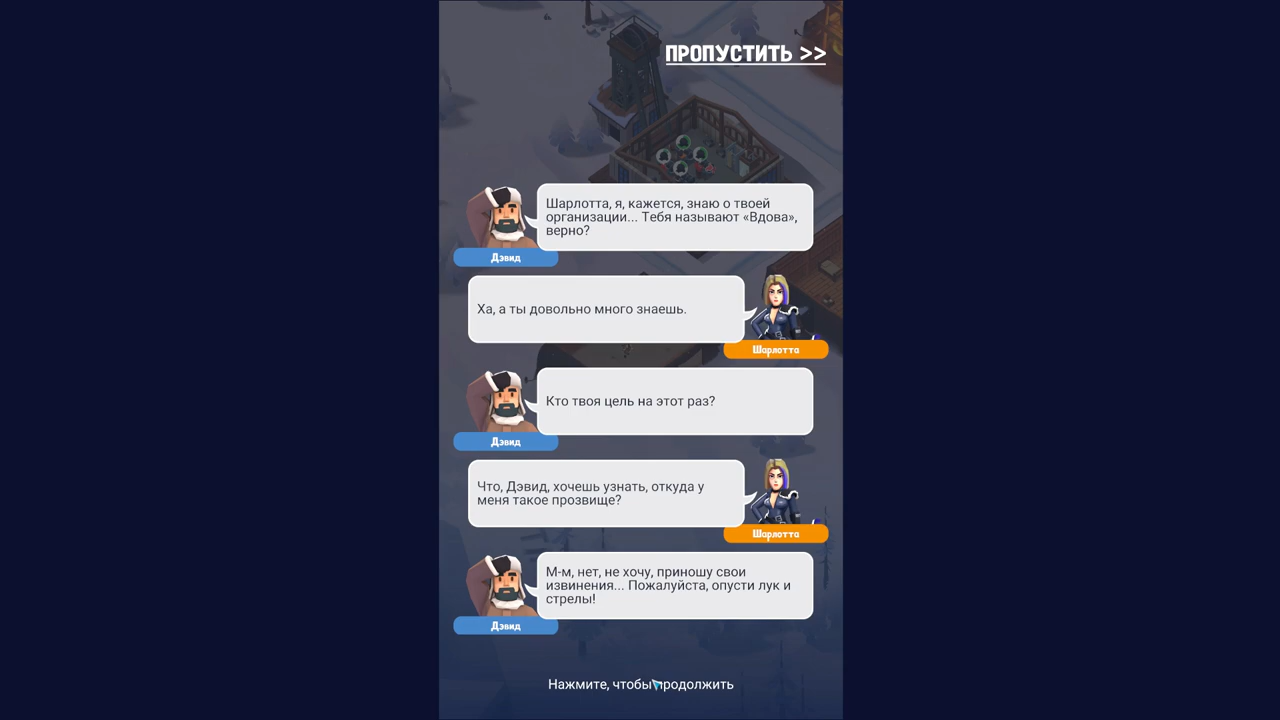 ПРОПУСТИТЬ >>
Шарлотта, я, кажется, знаю о твоей
организации... Тебя называют «Вдова»,
верно?
Дэвид
Ха, а ты довольно много знаешь.
Шарлотта
Кто твоя цель на этот раз?
Дэвид
Что, Дэвид, хочешь узнать, откуда у
меня такое прозвище?
Шарлотта
М-м, нет, не хочу, приношу свои
извинения... Пожалуйста, опусти лук и
стрелы!
Дэвид
Нажмите, чтобы продолжить